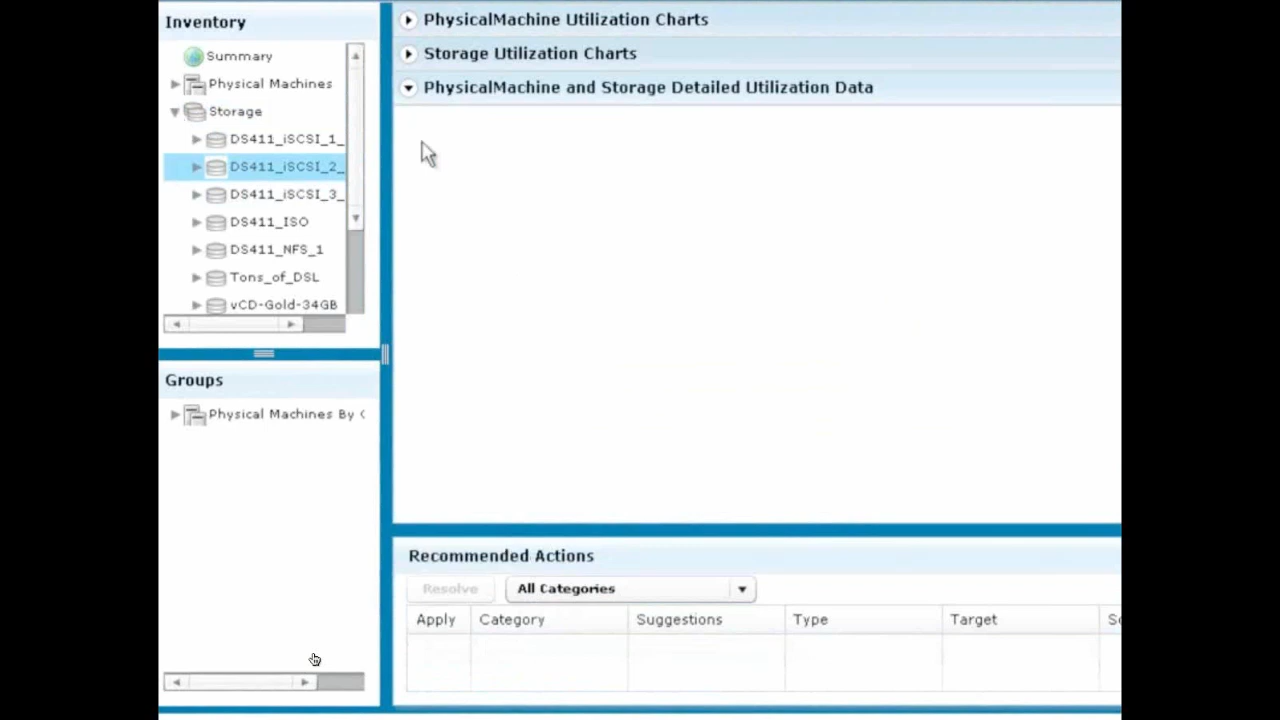 Inventory
Summary
Physical Machines
Storage
DS411_iSCSI_1_
DS411_iSCSI_2_
DS411_iSCSI_3_
DS411_ISO
DS411_NFS_1
Tons_of_DSL
vCD-Gold-34GB
Groups
Physical Machines By
PhysicalMachine Utilization Charts
Storage Utilization Charts
PhysicalMachine and Storage Detailed Utilization Data
Recommended Actions
Resolve All Categories
Apply Category Suggestions Type Target